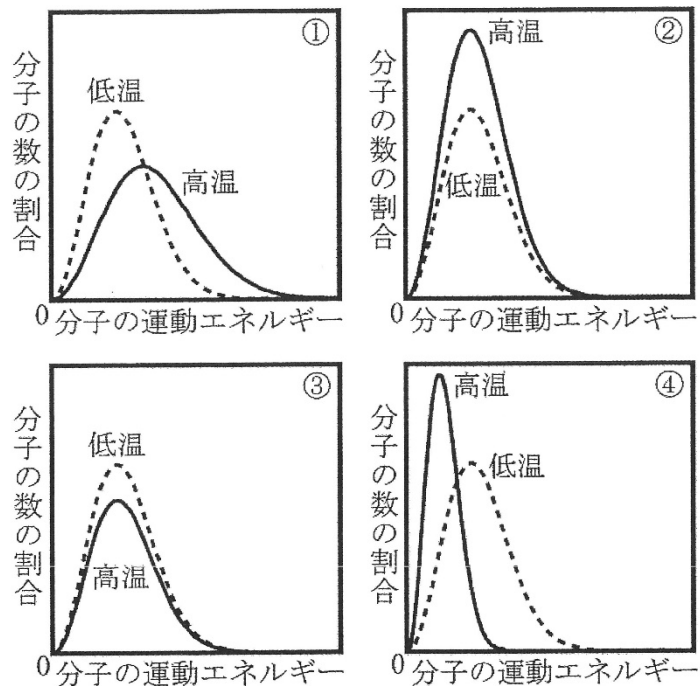 ①
分子の数の割合
低温
高温
0
分子の運動エネルギー
②
分子の数の割合
高温
低温
0
分子の運動エネルギー
③
分子の数の割合
低温
高温
0
分子の運動エネルギー
④
分子の数の割合
高温
低温
0
分子の運動エネルギー